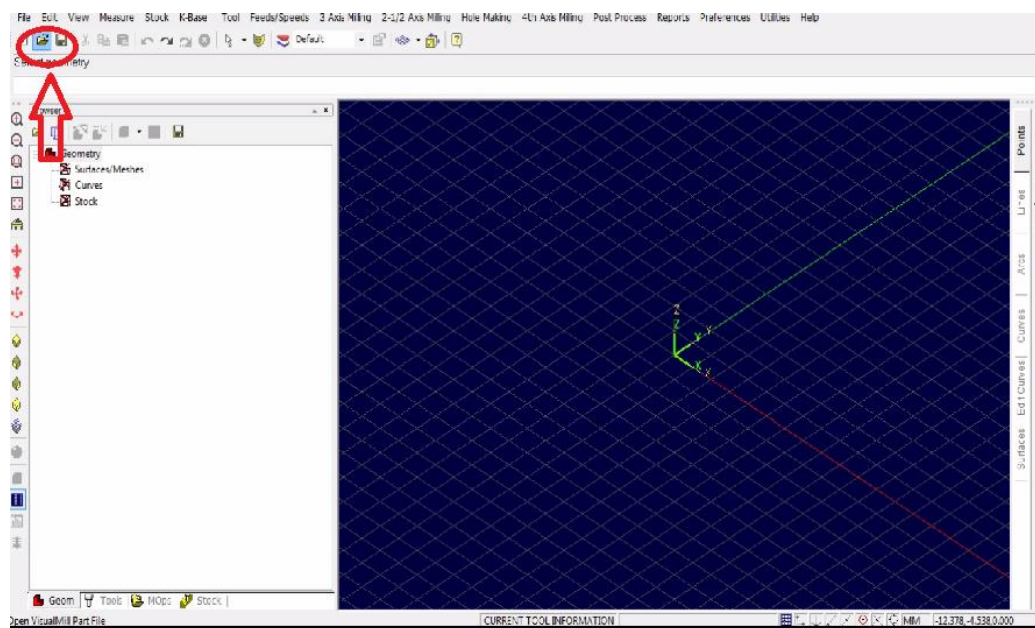 File Edit View Measure Stock K-Base Tool Feeds/Speeds 3 Axis Milling 2-1/2 Axis Milling Hole Making 4th Axis Milling Post Process Reports Preferences Utilities Help
Default
Browser
Geometry
Surfaces/Meshes
Curves
Stock
Z
Z
Y Y
X X
Points
Lines
Arcs
Curves
Edit Curves
Surfaces
Geom Tools MOps Stock
Open VisualMill Part File CURRENT TOOL INFORMATION MM -12.378,-4.538,0.000